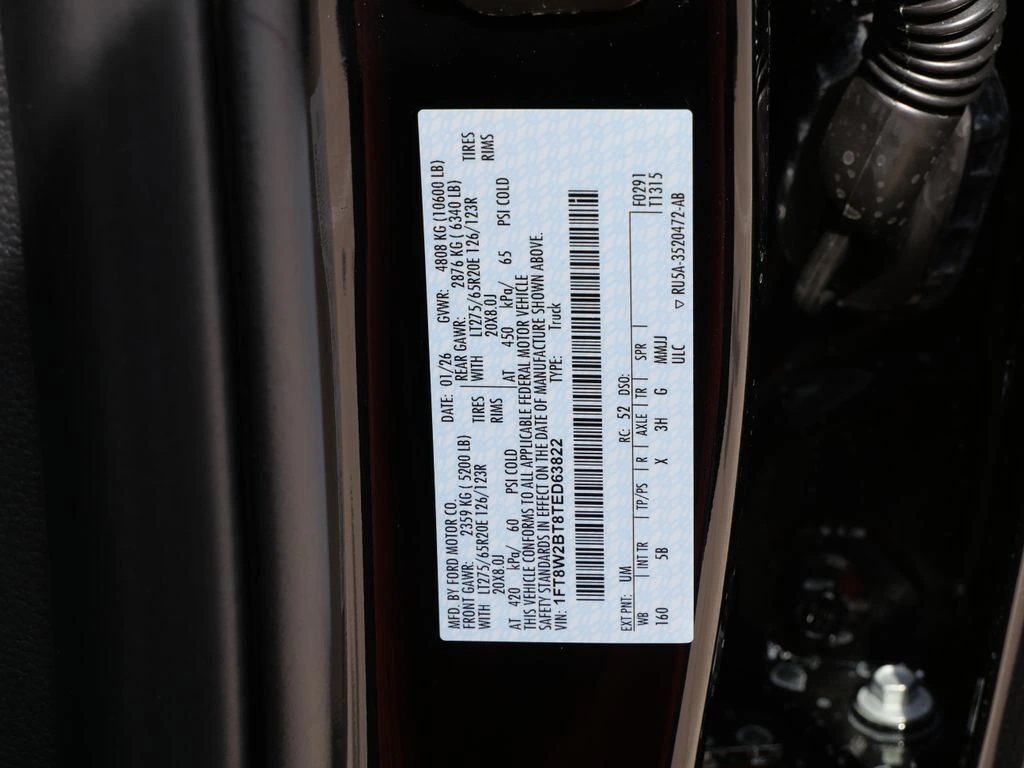 MFD. BY FORD MOTOR CO.
DATE: 01/26 GVWR: 4808 KG (10600 LB)
FRONT GAWR: 2359 KG ( 5200 LB) REAR GAWR: 2876 KG ( 6340 LB)
WITH LT275/65R20E 126/123R TIRES WITH LT275/65R20E 126/123R TIRES
20X8.0J RIMS 20X8.0J RIMS
AT 420 kPa/ 60 PSI COLD AT 450 kPa/ 65 PSI COLD
THIS VEHICLE CONFORMS TO ALL APPLICABLE FEDERAL MOTOR VEHICLE
SAFETY STANDARDS IN EFFECT ON THE DATE OF MANUFACTURE SHOWN ABOVE.
VIN: 1FT8W2BT8TED63822 TYPE: Truck
F0291
EXT PNT: UM RC: 52 DSO: T1315
WB INT TR TP/PS R AXLE TR SPR
160 5B X 3H G MMJJ
ULC ▽ RU5A-3520472-AB